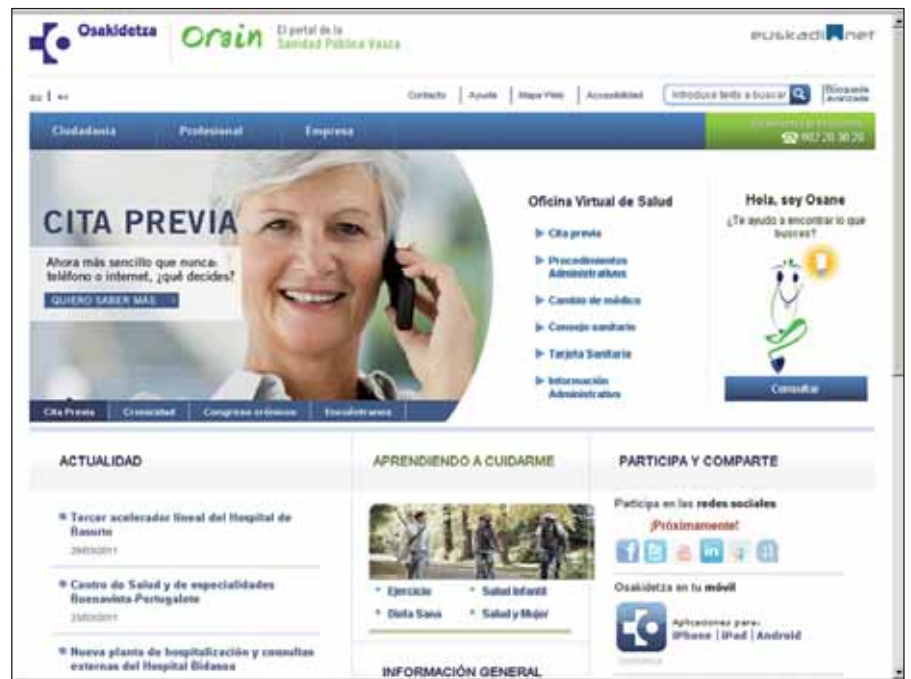 Osakidetza
Orain
El portal de la
Sanidad Pública Vasca
euskadi net
eu | es
Contacto | Ayuda | Mapa Web | Accesibilidad
Introduce texto a buscar
Búsqueda
avanzada
Ciudadanía
Profesional
Empresa
902 20 30 20
CITA PREVIA
Ahora más sencillo que nunca:
teléfono o internet, ¿qué decides?
QUIERO SABER MÁS
Cita Previa
Cronicidad
Congreso crónicos
Encuéntranos
Oficina Virtual de Salud
Cita previa
Procedimientos
Administrativos
Cambio de médico
Consejo sanitario
Tarjeta Sanitaria
Información
Administrativa
Hola, soy Osane
¿Te ayudo a encontrar lo que
buscas?
Consultar
ACTUALIDAD
Tercer acelerador lineal del Hospital de
Basurto
Centro de Salud y de especialidades
Buenavista-Portugalete
Nueva planta de hospitalización y consultas
externas del Hospital Bidasoa
APRENDIENDO A CUIDARME
Ejercicio
Salud Infantil
Dieta Sana
Salud y Mujer
INFORMACIÓN GENERAL
PARTICIPA Y COMPARTE
Participa en las redes sociales
¡Próximamente!
Osakidetza en tu móvil
Aplicaciones para:
iPhone | iPad | Android